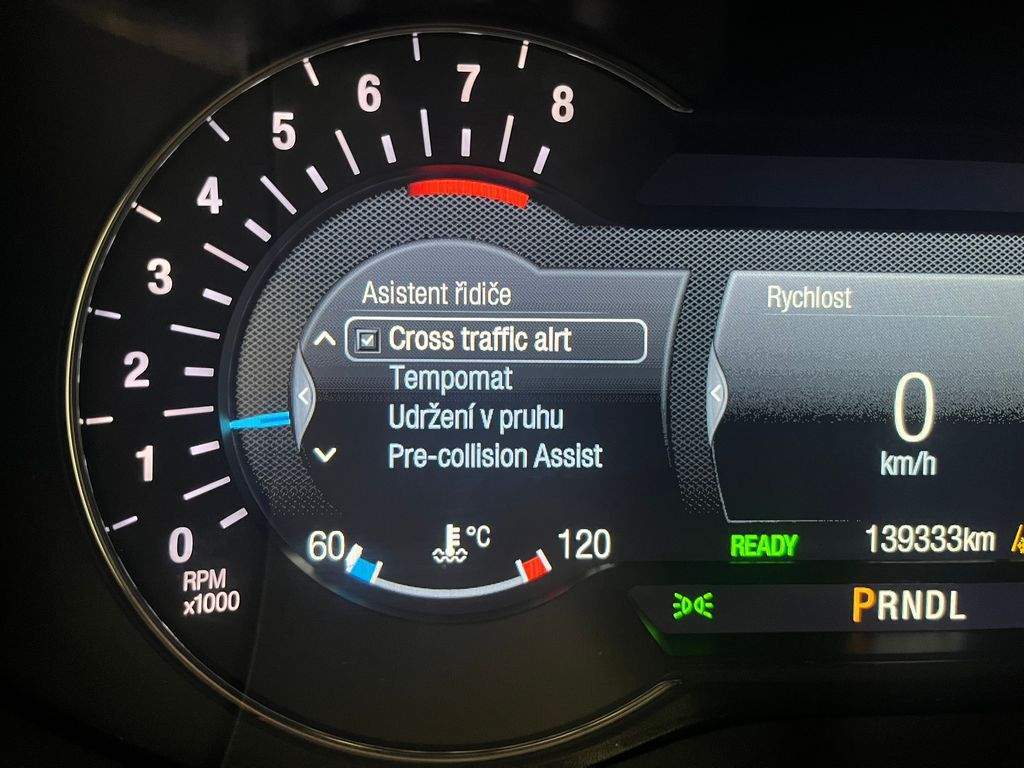 8
7
6
5
4
3
2
1
0
RPM
x1000
Asistent řidiče
Cross traffic alrt
Tempomat
Udržení v pruhu
Pre-collision Assist
60 °C 120
Rychlost
0
km/h
READY 139333km
PRNDL